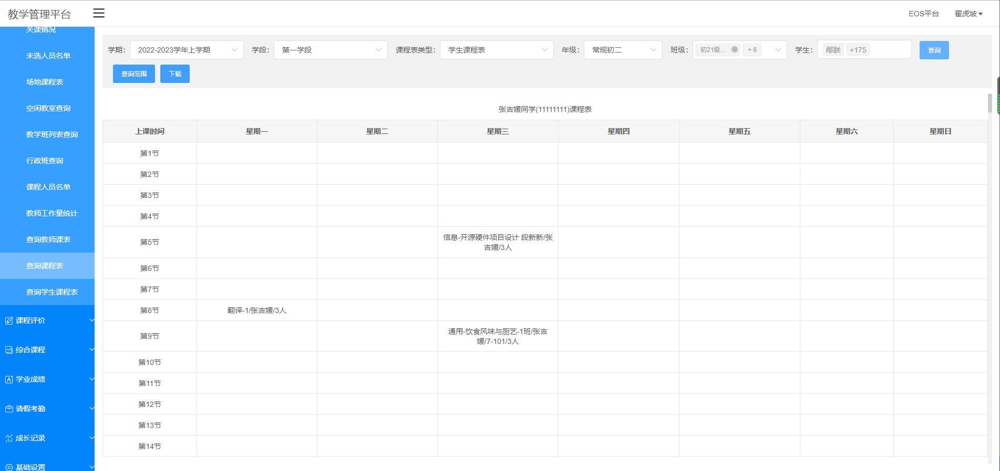 教学管理平台
EOS平台
翟虎坡
关课情况
未选人员名单
场地课程表
空闲教室查询
教学班列表查询
行政班查询
课程人员名单
教师工作量统计
查询教师课表
查询课程表
查询学生课程表
课程评价
综合课程
学业成绩
请假考勤
成长记录
基础设置
学期: 2022-2023学年上学期 学段: 第一学段 课程表类型: 学生课程表 年级: 常规初二 班级: 初21级... + 6 学生: 邴朕 +175 查询
查询范围 下载
张吉媛同学(11111111)课程表
上课时间 星期一 星期二 星期三 星期四 星期五 星期六 星期日
第1节
第2节
第3节
第4节
第5节 信息-开源硬件项目设计 段新新/张
吉媛/3人
第6节
第7节
第8节 翻译-1/张吉媛/3人
第9节 通用-饮食风味与厨艺-1班/张吉
媛/7-101/3人
第10节
第11节
第12节
第13节
第14节